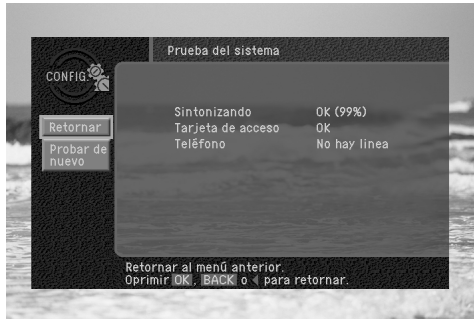 Prueba del sistema
CONFIG.
Sintonizando OK (99%)
Tarjeta de acceso OK
Teléfono No hay linea
Retornar
Probar de
nuevo
Retornar al menú anterior.
Oprimir OK, BACK o ◀ para retornar.